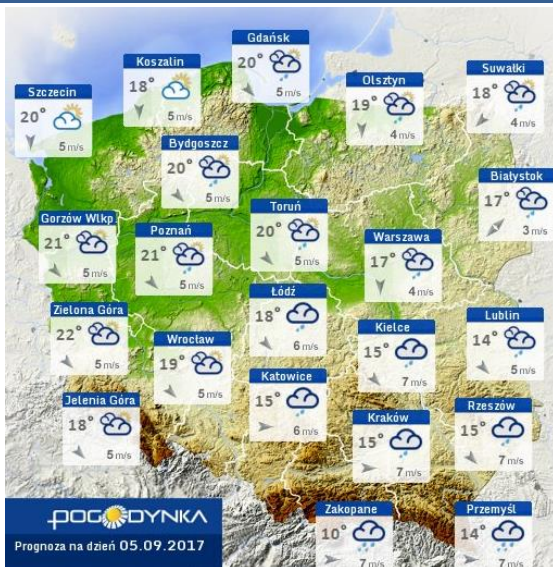 Gdańsk
20°
5 m/s
Koszalin
18°
5 m/s
Suwałki
18°
4 m/s
Olsztyn
19°
4 m/s
Szczecin
20°
5 m/s
Bydgoszcz
20°
5 m/s
Białystok
17°
3 m/s
Toruń
20°
5 m/s
Gorzów Wlkp
21°
5 m/s
Poznań
21°
5 m/s
Warszawa
17°
4 m/s
Łódź
18°
6 m/s
Zielona Góra
22°
5 m/s
Lublin
14°
5 m/s
Kielce
15°
7 m/s
Wrocław
19°
5 m/s
Katowice
15°
6 m/s
Jelenia Góra
18°
5 m/s
Rzeszów
15°
7 m/s
Kraków
15°
7 m/s
Zakopane
10°
7 m/s
Przemyśl
14°
7 m/s
POGODYNKA
Prognoza na dzień 05.09.2017